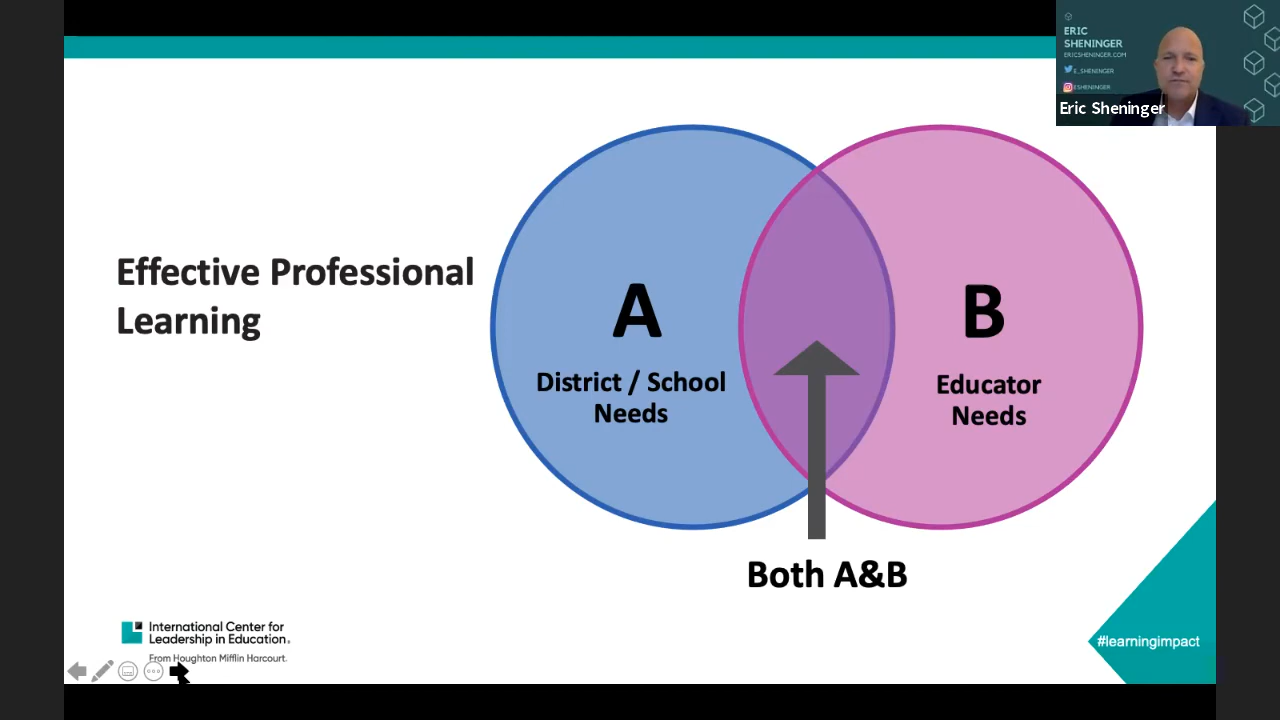 ERIC
SHENINGER
ERICSHENINGER.COM
E_SHENINGER
ESHENINGER
Eric Sheninger
Effective Professional
Learning
A
District / School
Needs
B
Educator
Needs
Both A&B
International Center for
Leadership in Education.
From Houghton Mifflin Harcourt.
#learningimpact